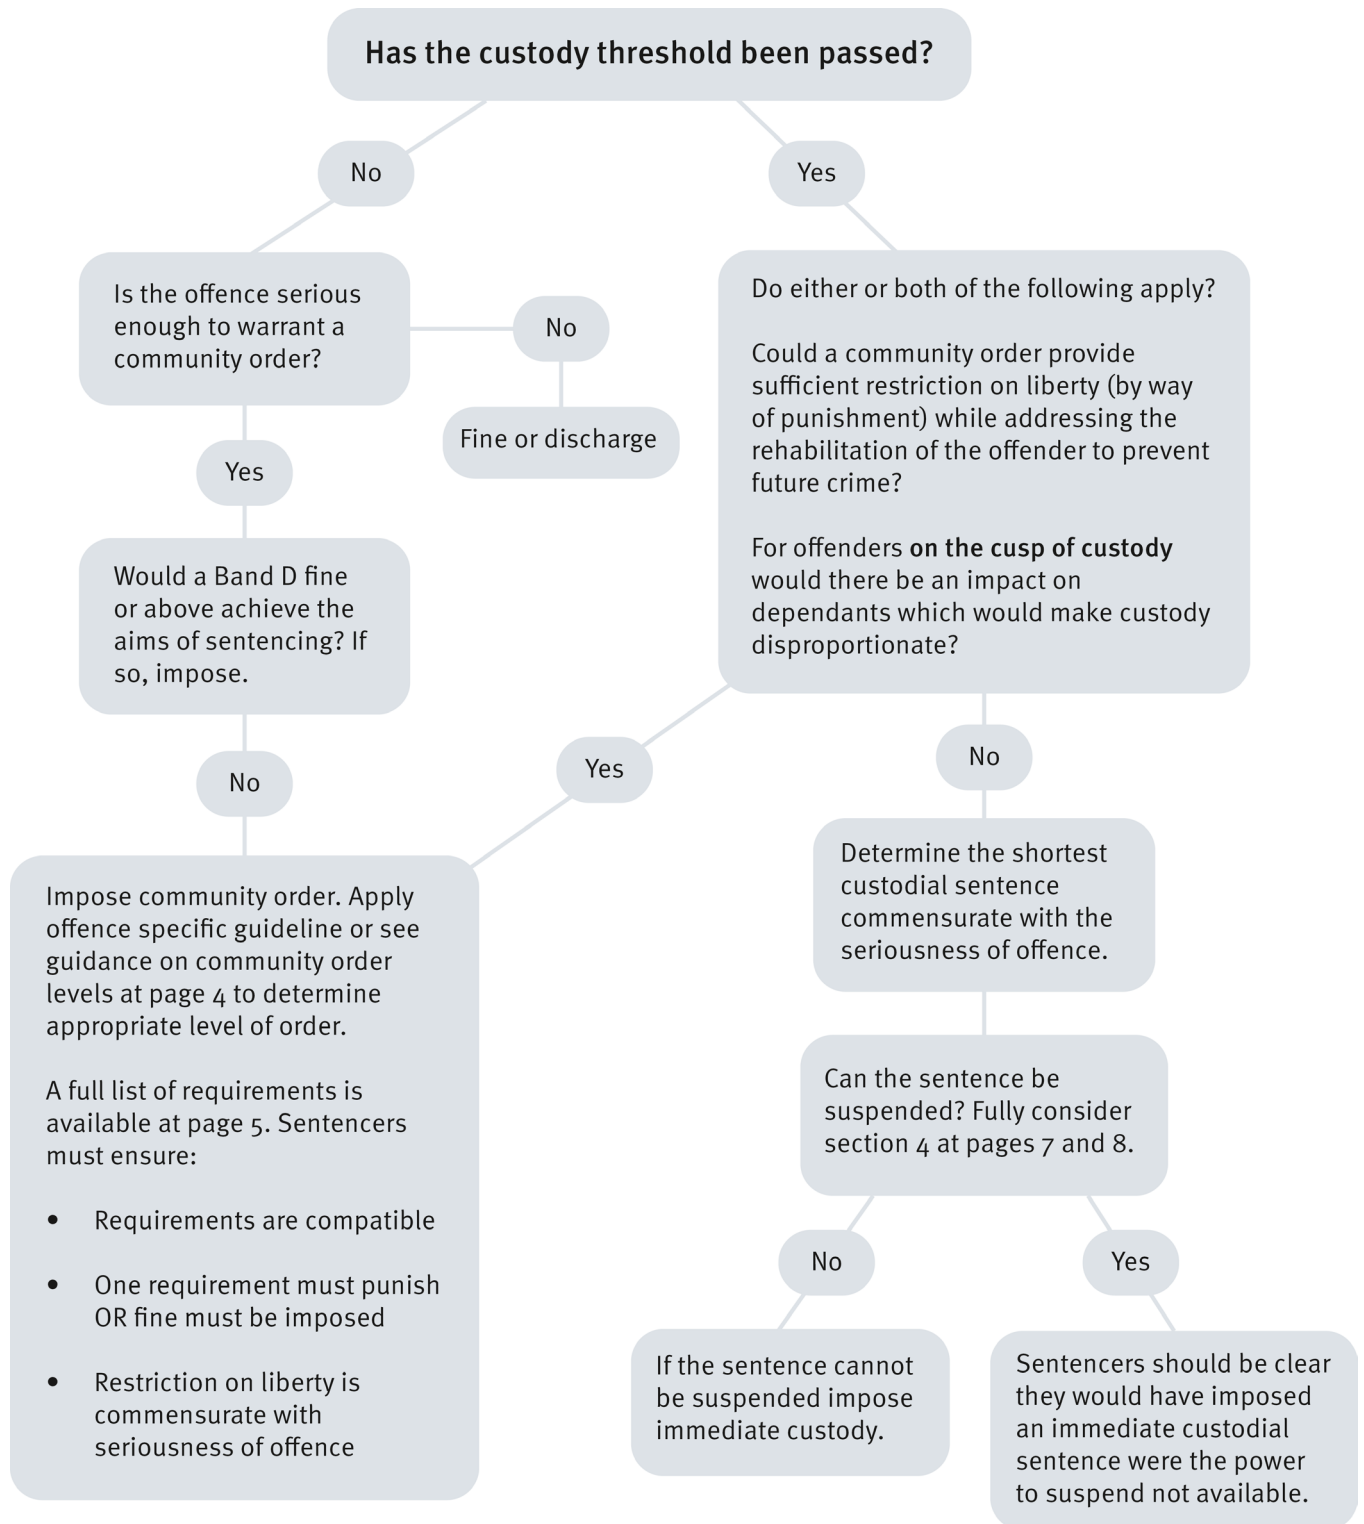 Has the custody threshold been passed?
No
Yes
Is the offence serious
enough to warrant a
community order?
No
Fine or discharge
Yes
Would a Band D fine
or above achieve the
aims of sentencing? If
so, impose.
No
Do either or both of the following apply?
Could a community order provide
sufficient restriction on liberty (by way
of punishment) while addressing the
rehabilitation of the offender to prevent
future crime?
For offenders on the cusp of custody
would there be an impact on
dependants which would make custody
disproportionate?
Yes
No
Impose community order. Apply
offence specific guideline or see
guidance on community order
levels at page 4 to determine
appropriate level of order.
A full list of requirements is
available at page 5. Sentencers
must ensure:
• Requirements are compatible
• One requirement must punish
OR fine must be imposed
• Restriction on liberty is
commensurate with
seriousness of offence
Determine the shortest
custodial sentence
commensurate with the
seriousness of offence.
Can the sentence be
suspended? Fully consider
section 4 at pages 7 and 8.
No
Yes
If the sentence cannot
be suspended impose
immediate custody.
Sentencers should be clear
they would have imposed
an immediate custodial
sentence were the power
to suspend not available.